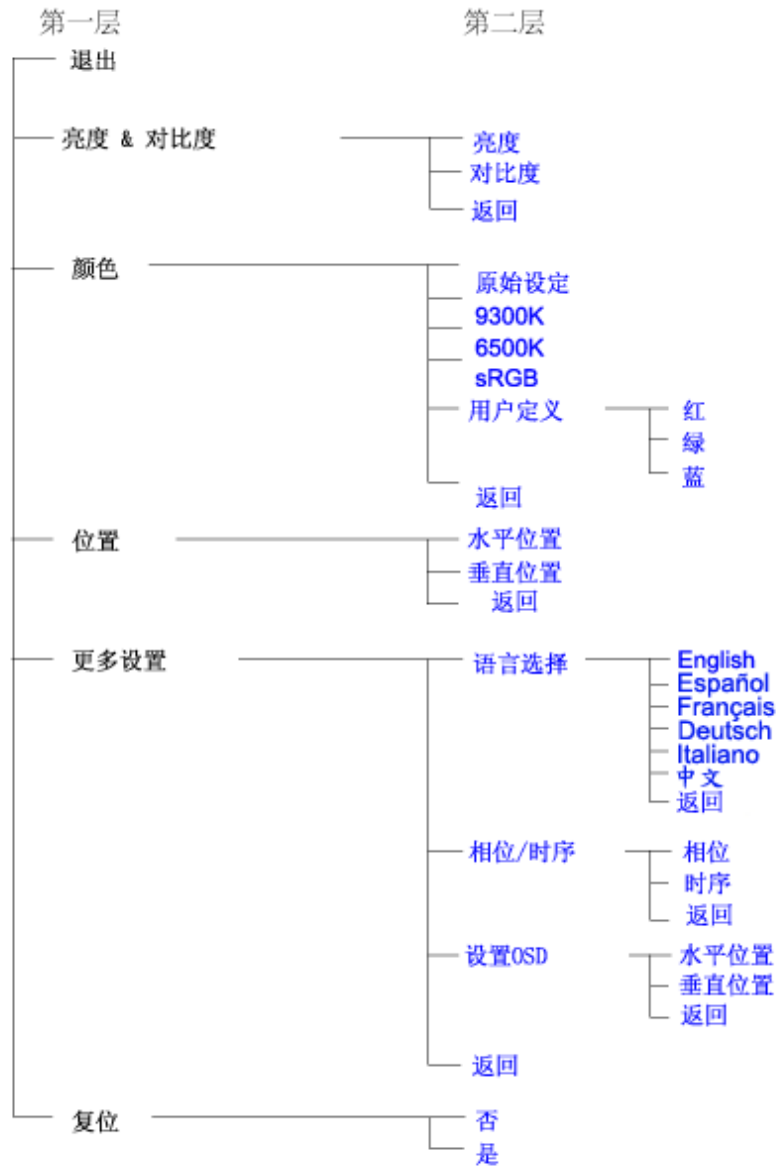 第一层 第二层
退出
亮度 & 对比度 亮度
对比度
返回
颜色
原始设定
9300K
6500K
sRGB
用户定义 红
绿
蓝
返回
位置 水平位置
垂直位置
返回
更多设置 语言选择 English
Español
Français
Deutsch
Italiano
中文
返回
相位/时序 相位
时序
返回
设置OSD 水平位置
垂直位置
返回
返回
复位 否
是